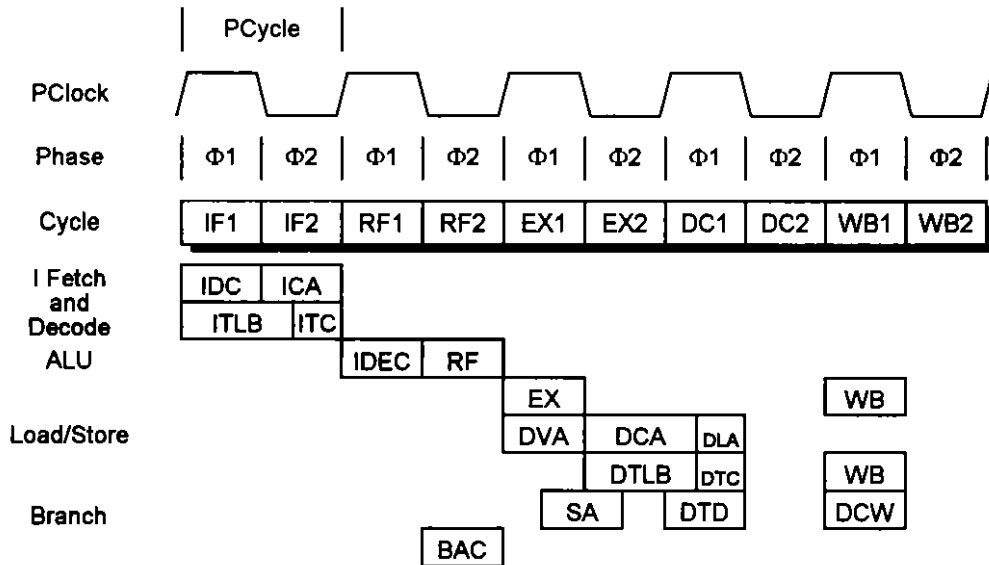 PCycle
PClock
Phase Φ1 Φ2 Φ1 Φ2 Φ1 Φ2 Φ1 Φ2 Φ1 Φ2
Cycle IF1 IF2 RF1 RF2 EX1 EX2 DC1 DC2 WB1 WB2
I Fetch
and
Decode
IDC ICA
ITLB ITC
ALU IDEC RF
EX WB
Load/Store DVA DCA DLA
DTLB DTC WB
Branch SA DTD DCW
BAC